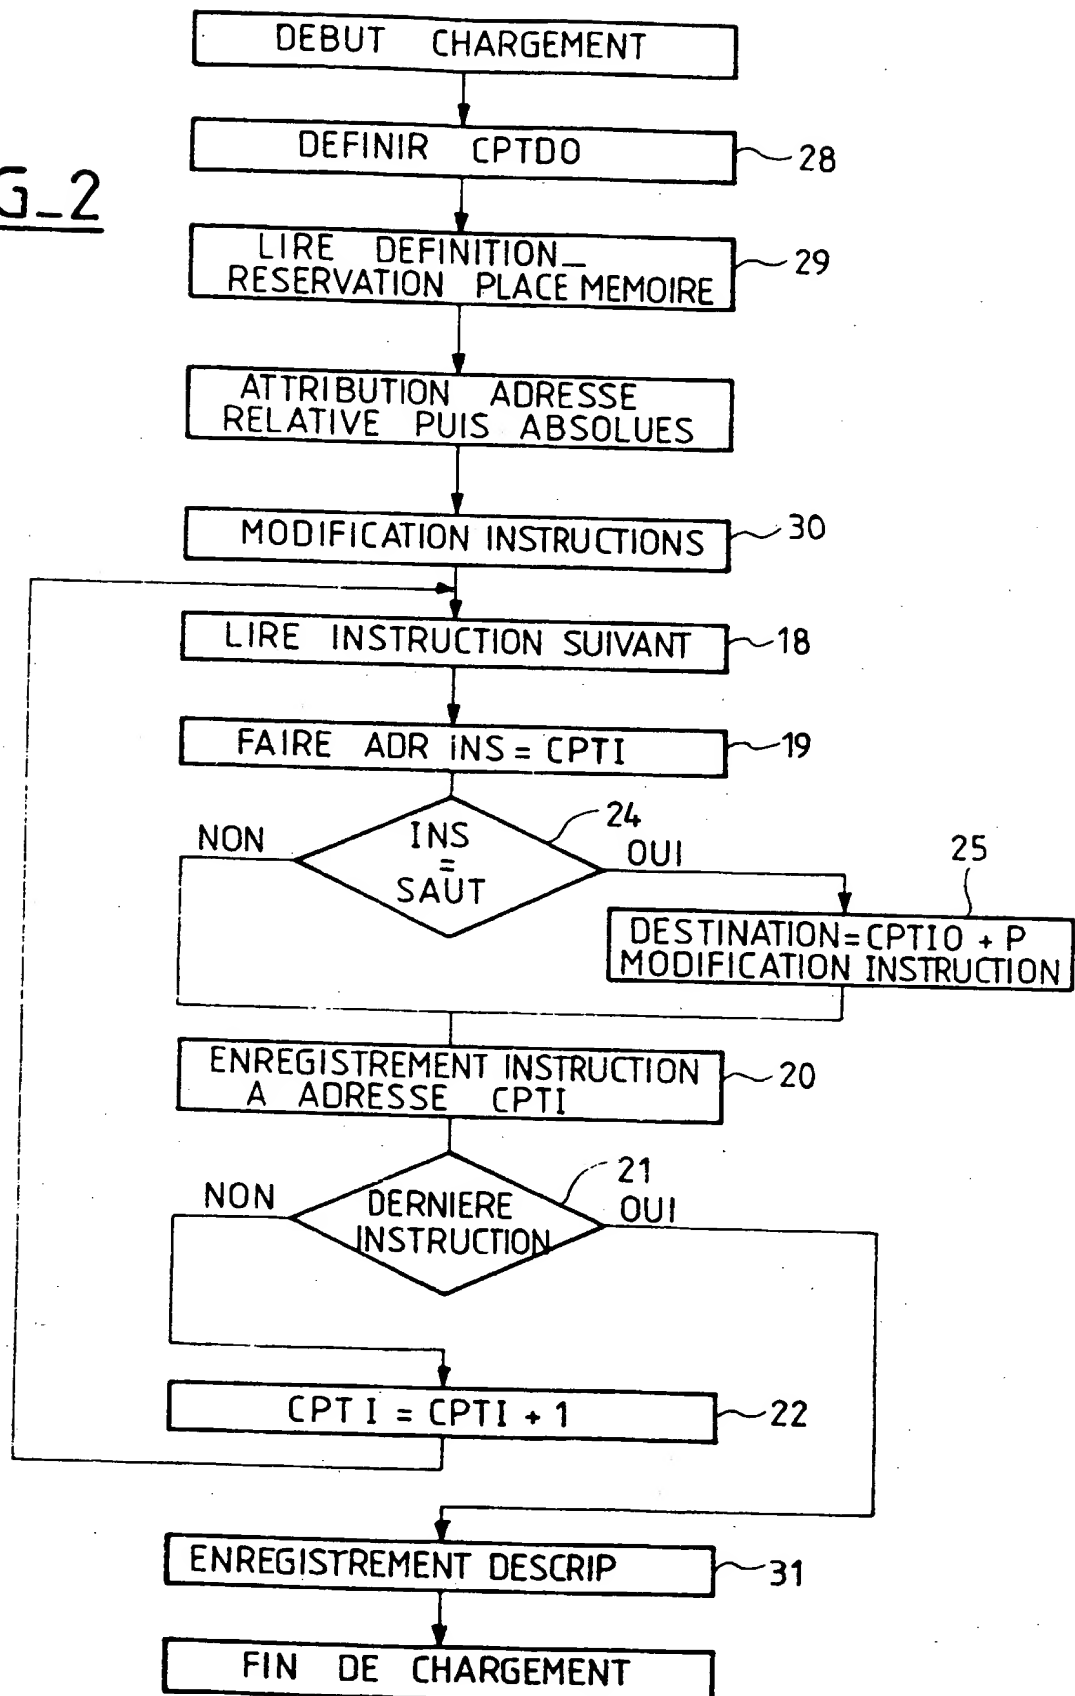 DEBUT CHARGEMENT
DEFINIR CPTD0
28
G_2
LIRE DEFINITION_
RESERVATION PLACE MEMOIRE
29
ATTRIBUTION ADRESSE
RELATIVE PUIS ABSOLUES
MODIFICATION INSTRUCTIONS
30
LIRE INSTRUCTION SUIVANT
18
FAIRE ADR INS = CPTI
19
24
NON
INS
=
SAUT
OUI
25
DESTINATION = CPTI0 + P
MODIFICATION INSTRUCTION
ENREGISTREMENT INSTRUCTION
A ADRESSE CPTI
20
21
NON
DERNIERE
INSTRUCTION
OUI
CPTI = CPTI + 1
22
ENREGISTREMENT DESCRIP
31
FIN DE CHARGEMENT